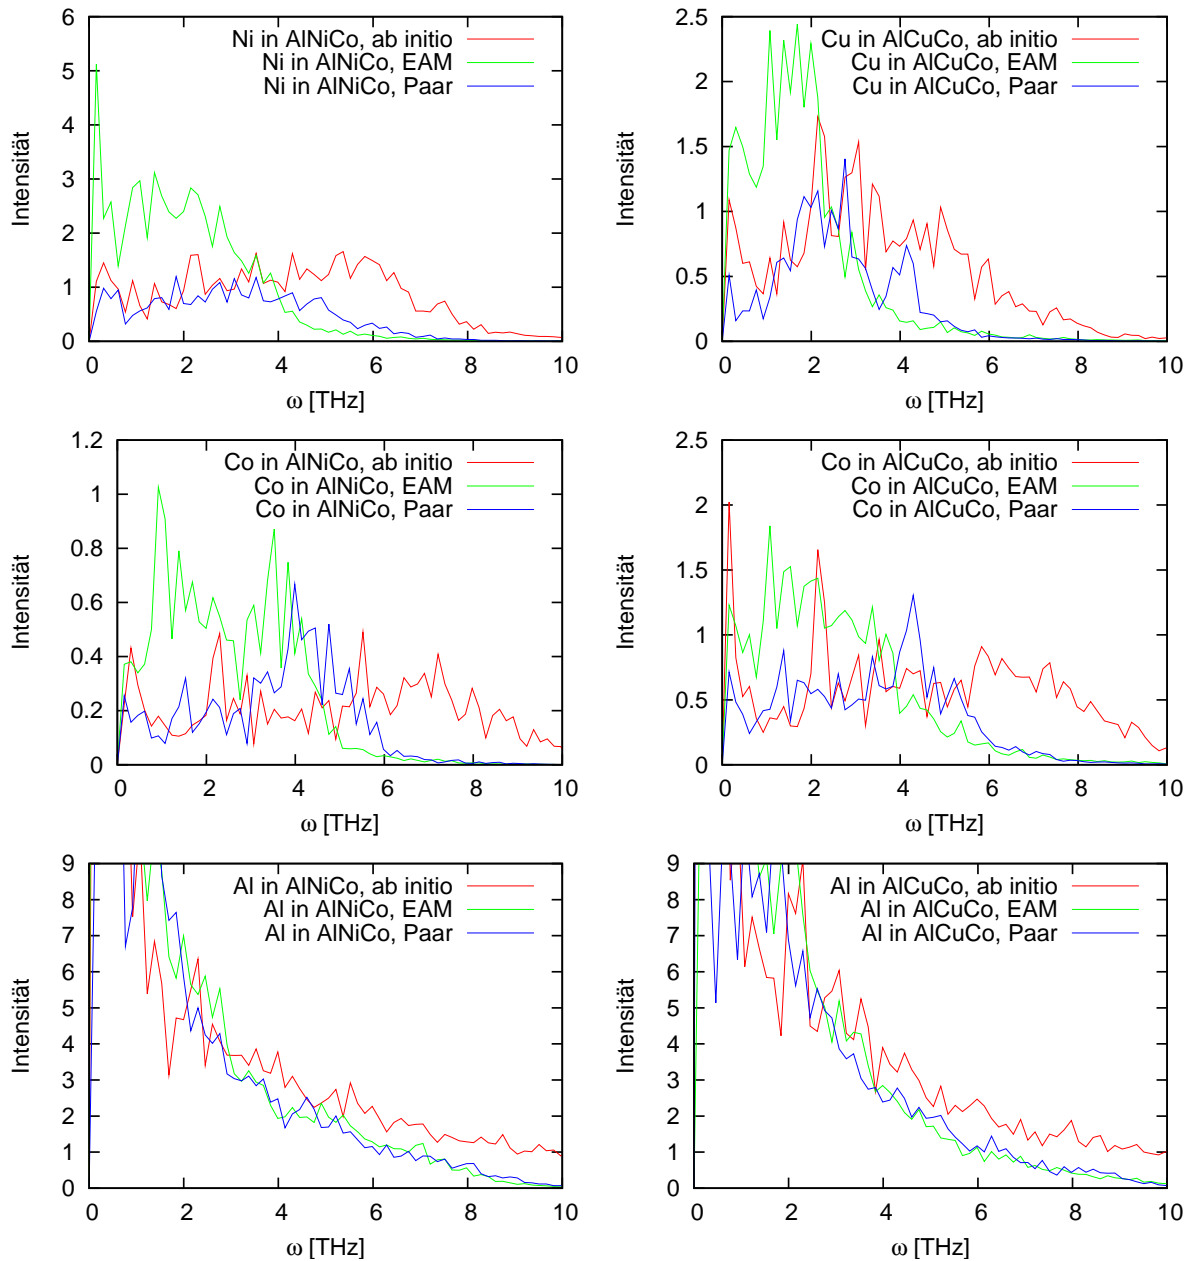 6
5
4
3
2
1
0
0 2 4 6 8 10
Intensität
ω [THz]
Ni in AlNiCo, ab initio
Ni in AlNiCo, EAM
Ni in AlNiCo, Paar
2.5
2
1.5
1
0.5
0
0 2 4 6 8 10
Intensität
ω [THz]
Cu in AlCuCo, ab initio
Cu in AlCuCo, EAM
Cu in AlCuCo, Paar
1.2
1
0.8
0.6
0.4
0.2
0
0 2 4 6 8 10
Intensität
ω [THz]
Co in AlNiCo, ab initio
Co in AlNiCo, EAM
Co in AlNiCo, Paar
2.5
2
1.5
1
0.5
0
0 2 4 6 8 10
Intensität
ω [THz]
Co in AlCuCo, ab initio
Co in AlCuCo, EAM
Co in AlCuCo, Paar
9
8
7
6
5
4
3
2
1
0
0 2 4 6 8 10
Intensität
ω [THz]
Al in AlNiCo, ab initio
Al in AlNiCo, EAM
Al in AlNiCo, Paar
9
8
7
6
5
4
3
2
1
0
0 2 4 6 8 10
Intensität
ω [THz]
Al in AlCuCo, ab initio
Al in AlCuCo, EAM
Al in AlCuCo, Paar